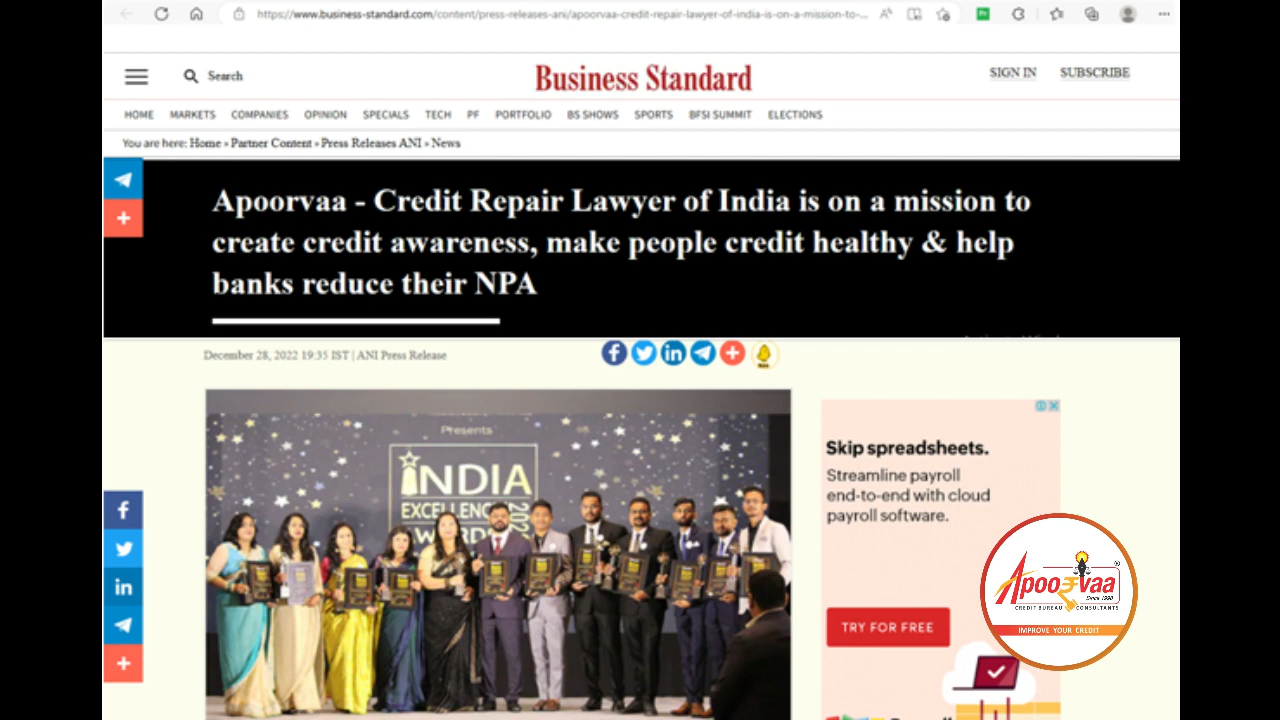 https://www.business-standard.com/content/press-releases-ani/apoorvaa-credit-repair-lawyer-of-india-is-on-a-mission-to-...
Search
Business Standard
SIGN IN SUBSCRIBE
HOME MARKETS COMPANIES OPINION SPECIALS TECH PF PORTFOLIO BS SHOWS SPORTS BFSI SUMMIT ELECTIONS
You are here: Home » Partner Content » Press Releases ANI » News
Apoorvaa - Credit Repair Lawyer of India is on a mission to
create credit awareness, make people credit healthy & help
banks reduce their NPA
December 28, 2022 19:35 IST | ANI Press Release
Presents
INDIA
EXCELLENCE
AWARDS
Skip spreadsheets.
Streamline payroll
end-to-end with cloud
payroll software.
TRY FOR FREE
Apoorvaa
Since 1990
CREDIT BUREAU CONSULTANTS
IMPROVE YOUR CREDIT